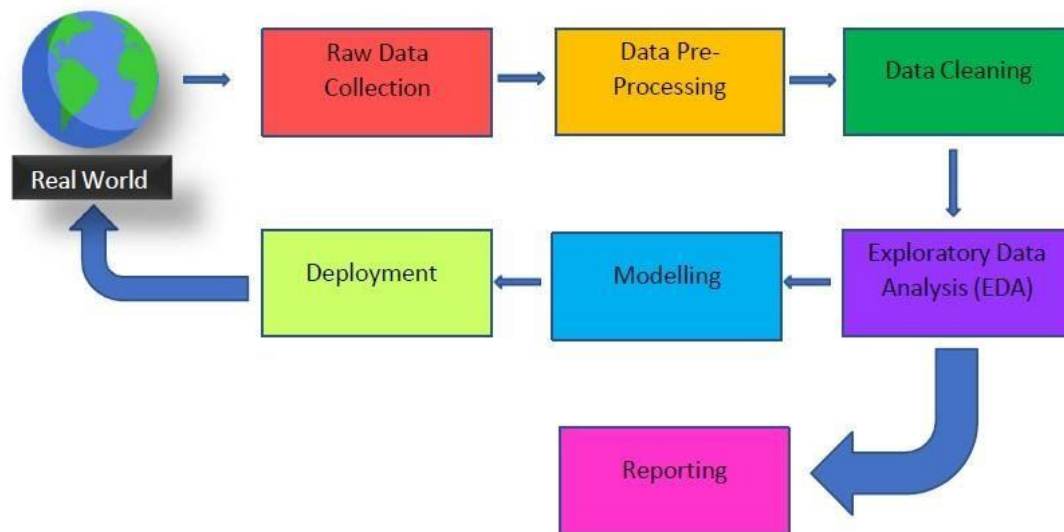 Raw Data
Collection
Data Pre-
Processing
Data Cleaning
Real World
Deployment
Modelling
Exploratory Data
Analysis (EDA)
Reporting